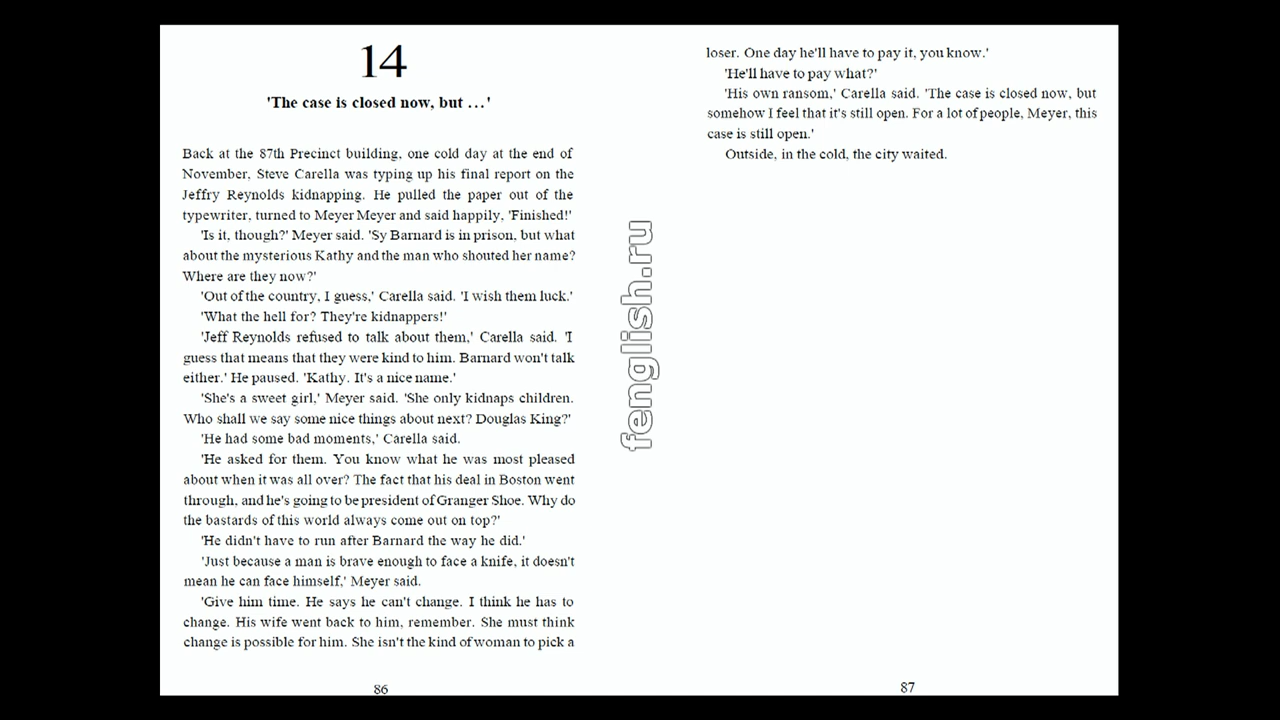 14
'The case is closed now, but ...'
Back at the 87th Precinct building, one cold day at the end of
November, Steve Carella was typing up his final report on the
Jeffry Reynolds kidnapping. He pulled the paper out of the
typewriter, turned to Meyer Meyer and said happily, 'Finished!'
'Is it, though?' Meyer said. 'Sy Barnard is in prison, but what
about the mysterious Kathy and the man who shouted her name?
Where are they now?'
'Out of the country, I guess,' Carella said. 'I wish them luck.'
'What the hell for? They're kidnappers!'
'Jeff Reynolds refused to talk about them,' Carella said. 'I
guess that means that they were kind to him. Barnard won't talk
either.' He paused. 'Kathy. It's a nice name.'
'She's a sweet girl,' Meyer said. 'She only kidnaps children.
Who shall we say some nice things about next? Douglas King?'
'He had some bad moments,' Carella said.
'He asked for them. You know what he was most pleased
about when it was all over? The fact that his deal in Boston went
through, and he's going to be president of Granger Shoe. Why do
the bastards of this world always come out on top?'
'He didn't have to run after Barnard the way he did.'
'Just because a man is brave enough to face a knife, it doesn't
mean he can face himself,' Meyer said.
'Give him time. He says he can't change. I think he has to
change. His wife went back to him, remember. She must think
change is possible for him. She isn't the kind of woman to pick a
86
fenglish.ru
loser. One day he'll have to pay it, you know.'
'He'll have to pay what?'
'His own ransom,' Carella said. 'The case is closed now, but
somehow I feel that it's still open. For a lot of people, Meyer, this
case is still open.'
Outside, in the cold, the city waited.
87